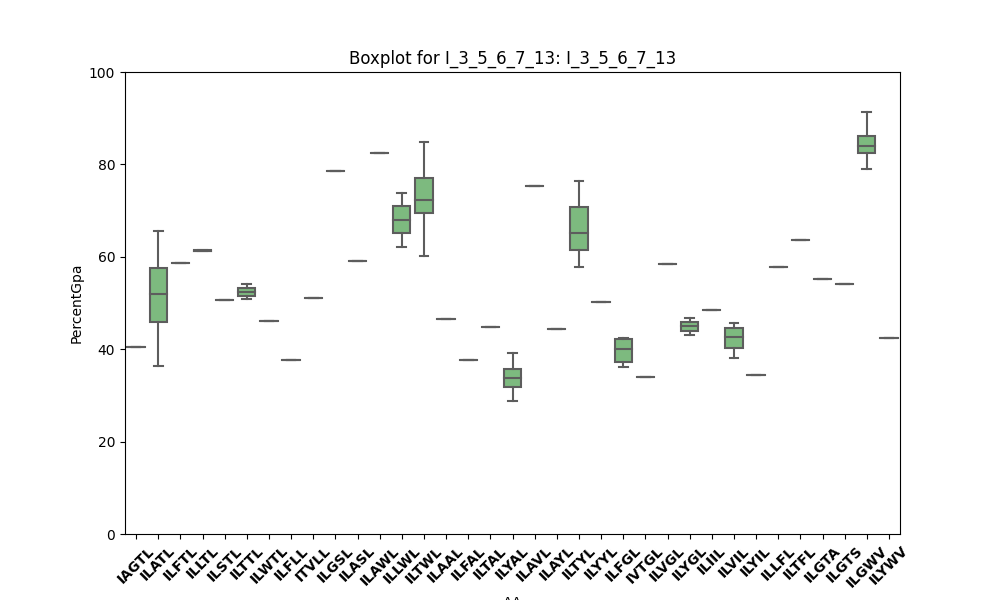 Boxplot for I_3_5_6_7_13: I_3_5_6_7_13
100
80
60
40
20
0
PercentGpa
IAGTL
ILATL
ILFTL
ILLTL
ILSTL
ILTTL
ILWTL
ILFLL
ITVLL
ILGSL
ILASL
ILAWL
ILLWL
ILTWL
ILAAL
ILFAL
ILTAL
ILYAL
ILAVL
ILAYL
ILTYL
ILYYL
ILFGL
IVTGL
ILVGL
ILYGL
ILIIL
ILVIL
ILYIL
ILLFL
ILTFL
ILGTA
ILGTS
ILGWV
ILYWV